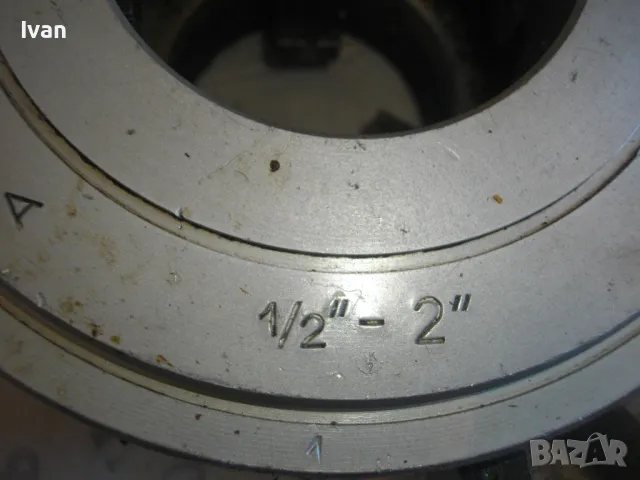 Ivan
A
1/2" - 2"
1
BAZAR